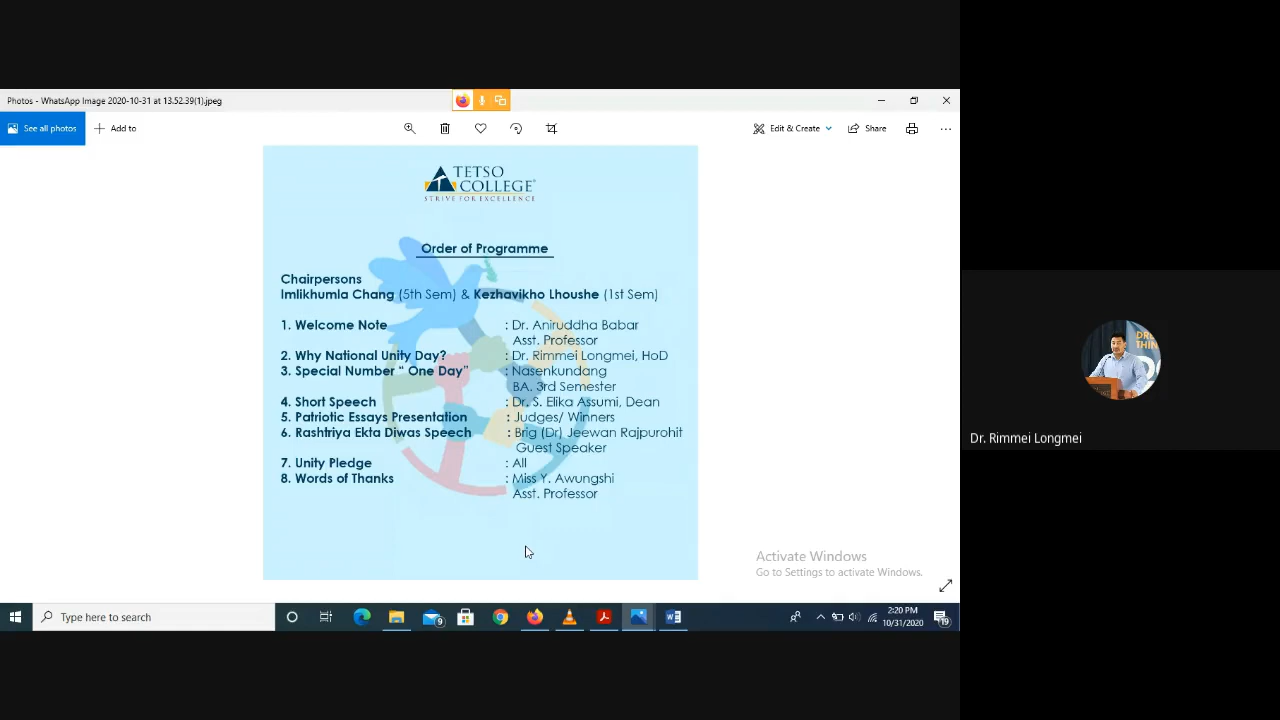 Photos - WhatsApp Image 2020-10-31 at 13.52.39(1).jpeg
See all photos
Add to
Edit & Create
Share
TETSO
COLLEGE
STRIVE FOR EXCELLENCE
Order of Programme
Chairpersons
Imlikhumla Chang (5th Sem) & Kezhavikho Lhoushe (1st Sem)
1. Welcome Note : Dr. Aniruddha Babar
Asst. Professor
2. Why National Unity Day? : Dr. Rimmei Longmei, HoD
3. Special Number “ One Day” : Nasenkundang
BA. 3rd Semester
4. Short Speech : Dr. S. Elika Assumi, Dean
5. Patriotic Essays Presentation : Judges/ Winners
6. Rashtriya Ekta Diwas Speech : Brig (Dr) Jeewan Rajpurohit
Guest Speaker
7. Unity Pledge : All
8. Words of Thanks : Miss Y. Awungshi
Asst. Professor
Activate Windows
Go to Settings to activate Windows.
Type here to search
9
2:20 PM
10/31/2020
19
DR
THIN
Dr. Rimmei Longmei